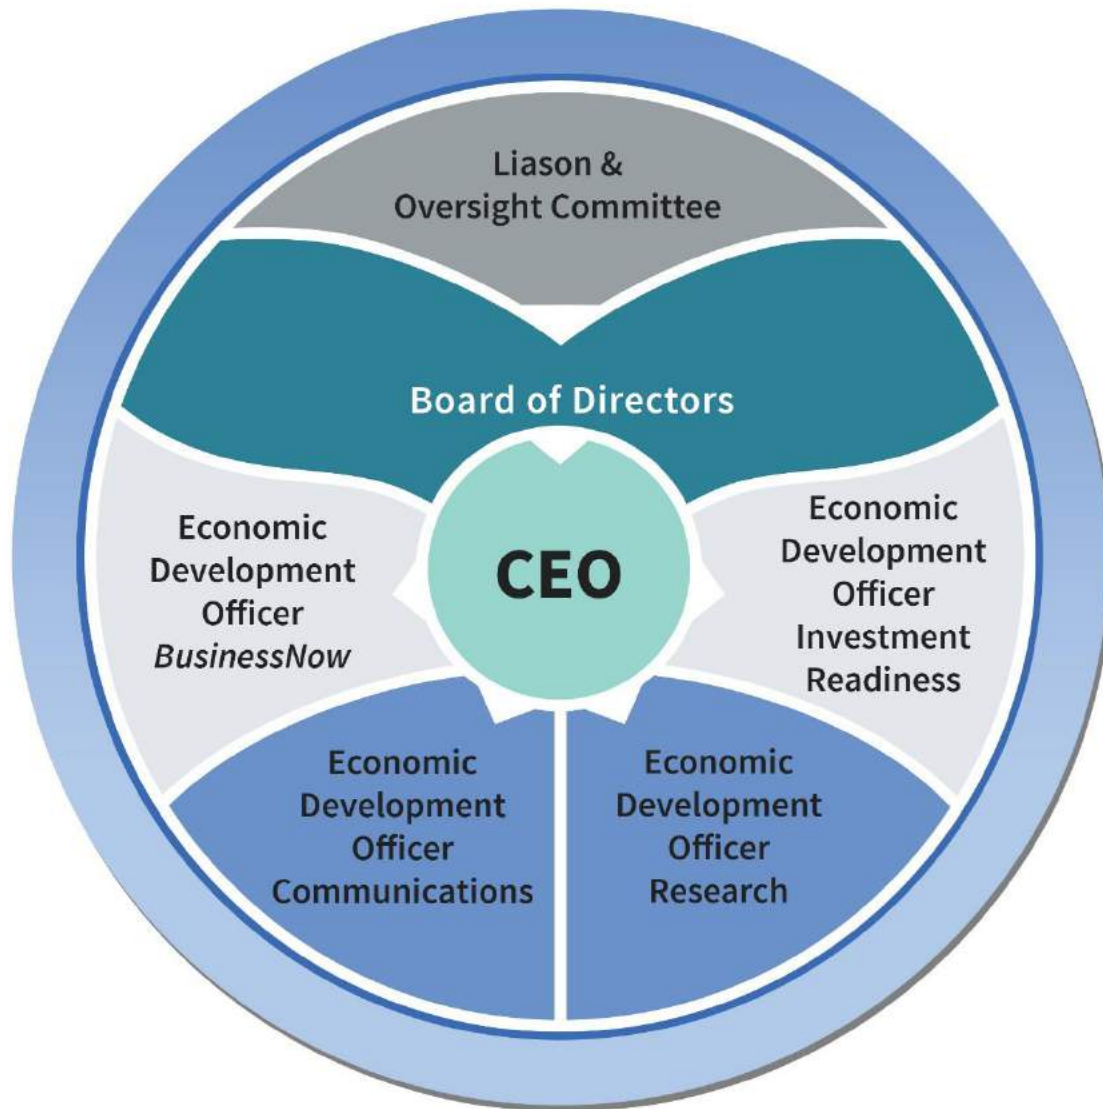 Liason &
Oversight Committee
Board of Directors
CEO
Economic
Development
Officer
BusinessNow
Economic
Development
Officer
Investment
Readiness
Economic
Development
Officer
Communications
Economic
Development
Officer
Research